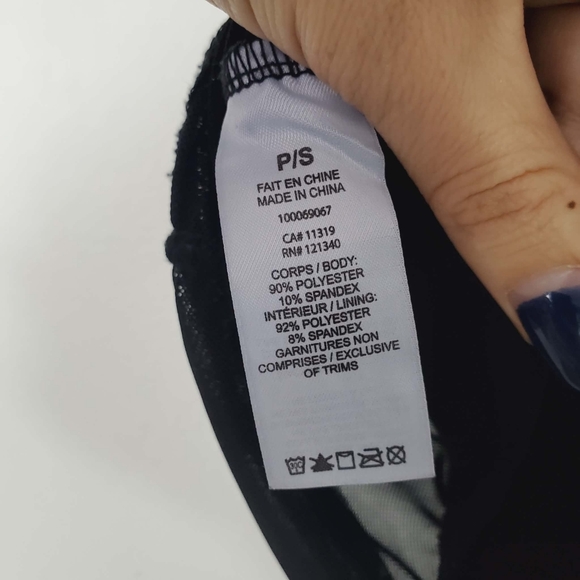 P/S
FAIT EN CHINE
MADE IN CHINA
100069067
CA# 11319
RN# 121340
CORPS / BODY:
90% POLYESTER
10% SPANDEX
INTÉRIEUR / LINING:
92% POLYESTER
8% SPANDEX
GARNITURES NON
COMPRISES / EXCLUSIVE
OF TRIMS